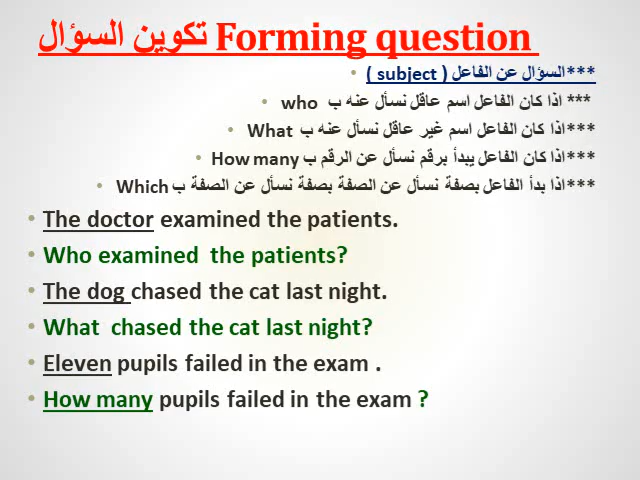 تكوين السؤال Forming question
***السؤال عن الفاعل ( subject )
*** اذا كان الفاعل اسم عاقل نسأل عنه ب who
***اذا كان الفاعل اسم غير عاقل نسأل عنه ب What
***اذا كان الفاعل يبدأ برقم نسأل عن الرقم ب How many
***اذا بدأ الفاعل بصفة نسأل عن الصفة بصفة نسأل عن الصفة ب Which
• The doctor examined the patients.
• Who examined the patients?
• The dog chased the cat last night.
• What chased the cat last night?
• Eleven pupils failed in the exam .
• How many pupils failed in the exam ?